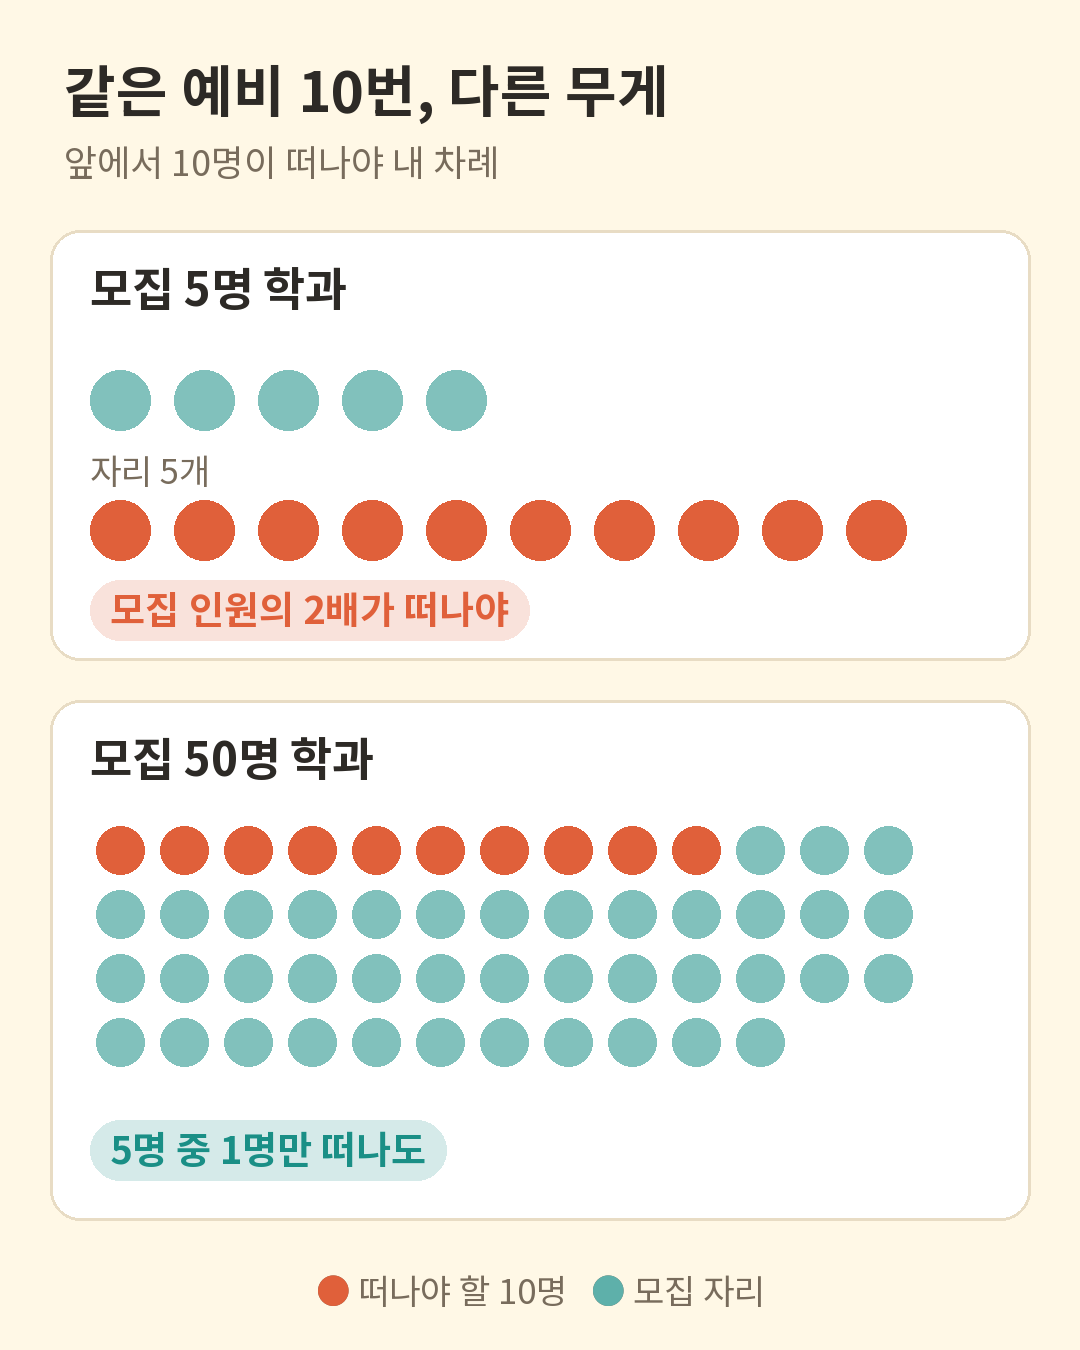 같은 예비 10번, 다른 무게
앞에서 10명이 떠나야 내 차례
모집 5명 학과
자리 5개
모집 인원의 2배가 떠나야
모집 50명 학과
5명 중 1명만 떠나도
떠나야 할 10명
모집 자리